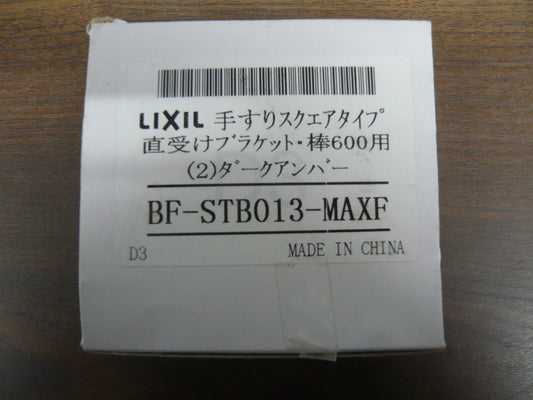 LIXIL 手すりスクエアタイプ
直受けブラケット・棒600用
(2)ダークアンバー
BF-STB013-MAXF
D3 MADE IN CHINA